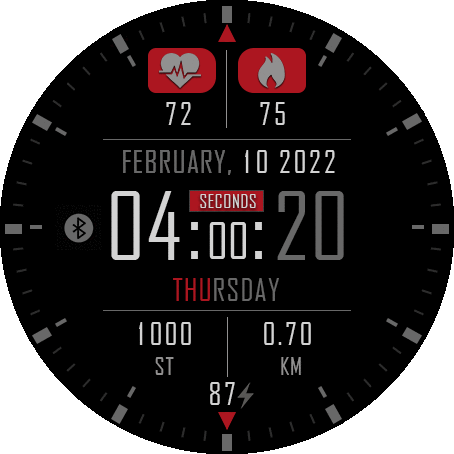 72 75
FEBRUARY, 10 2022
SECONDS
04:00:20
THURSDAY
1000 0.70
ST KM
87